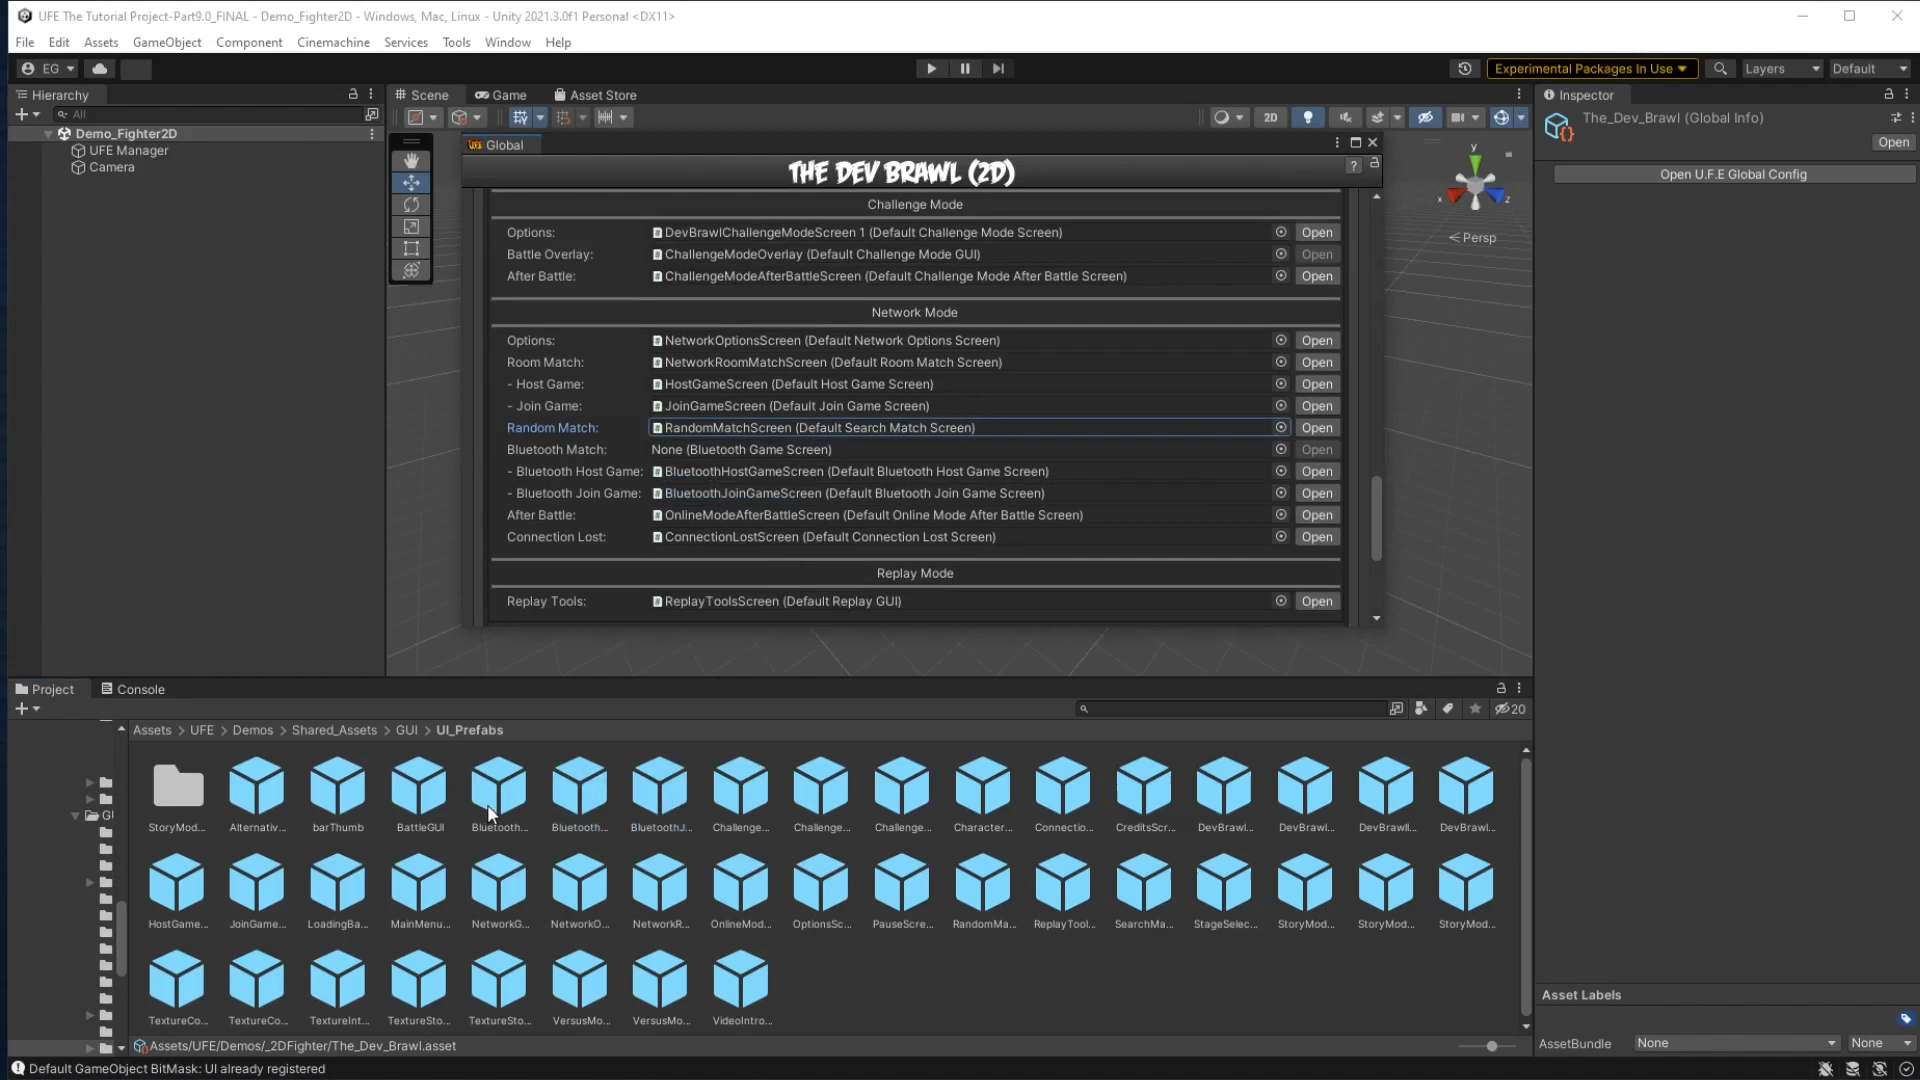 UFE The Tutorial Project-Part9.0_FINAL - Demo_Fighter2D - Windows, Mac, Linux - Unity 2021.3.0f1 Personal <DX11>
File Edit Assets GameObject Component Cinemachine Services Tools Window Help
EG Experimental Packages In Use Layers Default
Hierarchy Scene Game Asset Store Inspector
All 2D
Demo_Fighter2D
UFE Manager
Camera
The_Dev_Brawl (Global Info)
Open
Open U.F.E Global Config
y
x
z
Persp
Global
THE DEV BRAWL (2D)
?
Challenge Mode
Options: DevBrawlChallengeModeScreen 1 (Default Challenge Mode Screen) Open
Battle Overlay: ChallengeModeOverlay (Default Challenge Mode GUI) Open
After Battle: ChallengeModeAfterBattleScreen (Default Challenge Mode After Battle Screen) Open
Network Mode
Options: NetworkOptionsScreen (Default Network Options Screen) Open
Room Match: NetworkRoomMatchScreen (Default Room Match Screen) Open
- Host Game: HostGameScreen (Default Host Game Screen) Open
- Join Game: JoinGameScreen (Default Join Game Screen) Open
Random Match: RandomMatchScreen (Default Search Match Screen) Open
Bluetooth Match: None (Bluetooth Game Screen) Open
- Bluetooth Host Game: BluetoothHostGameScreen (Default Bluetooth Host Game Screen) Open
- Bluetooth Join Game: BluetoothJoinGameScreen (Default Bluetooth Join Game Screen) Open
After Battle: OnlineModeAfterBattleScreen (Default Online Mode After Battle Screen) Open
Connection Lost: ConnectionLostScreen (Default Connection Lost Screen) Open
Replay Mode
Replay Tools: ReplayToolsScreen (Default Replay GUI) Open
Project Console
20
Assets > UFE > Demos > Shared_Assets > GUI > UI_Prefabs
GU
StoryMod... Alternativ... barThumb BattleGUI Bluetooth... Bluetooth... BluetoothJ... Challenge... Challenge... Challenge... Character... Connectio... CreditsScr... DevBrawl... DevBrawl... DevBrawlI... DevBrawl...
HostGame... JoinGame... LoadingBa... MainMenu... NetworkG... NetworkO... NetworkR... OnlineMod... OptionsSc... PauseScre... RandomMa... ReplayTool... SearchMa... StageSelec... StoryMod... StoryMod... StoryMod...
TextureCo... TextureCo... TextureInt... TextureSto... TextureSto... VersusMo... VersusMo... VideoIntro...
Assets/UFE/Demos/_2DFighter/The_Dev_Brawl.asset
Asset Labels
AssetBundle None None
Default GameObject BitMask: UI already registered